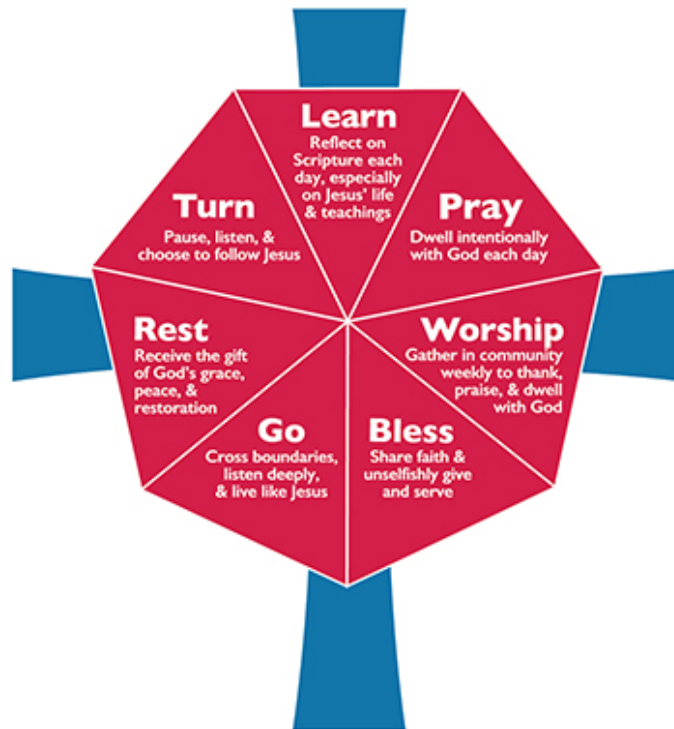 Learn
Reflect on
Scripture each
day, especially
on Jesus' life
& teachings
Pray
Dwell intentionally
with God each day
Worship
Gather in community
weekly to thank,
praise, & dwell
with God
Bless
Share faith &
unselfishly give
and serve
Go
Cross boundaries,
listen deeply,
& live like Jesus
Rest
Receive the gift
of God's grace,
peace, &
restoration
Turn
Pause, listen, &
choose to follow Jesus